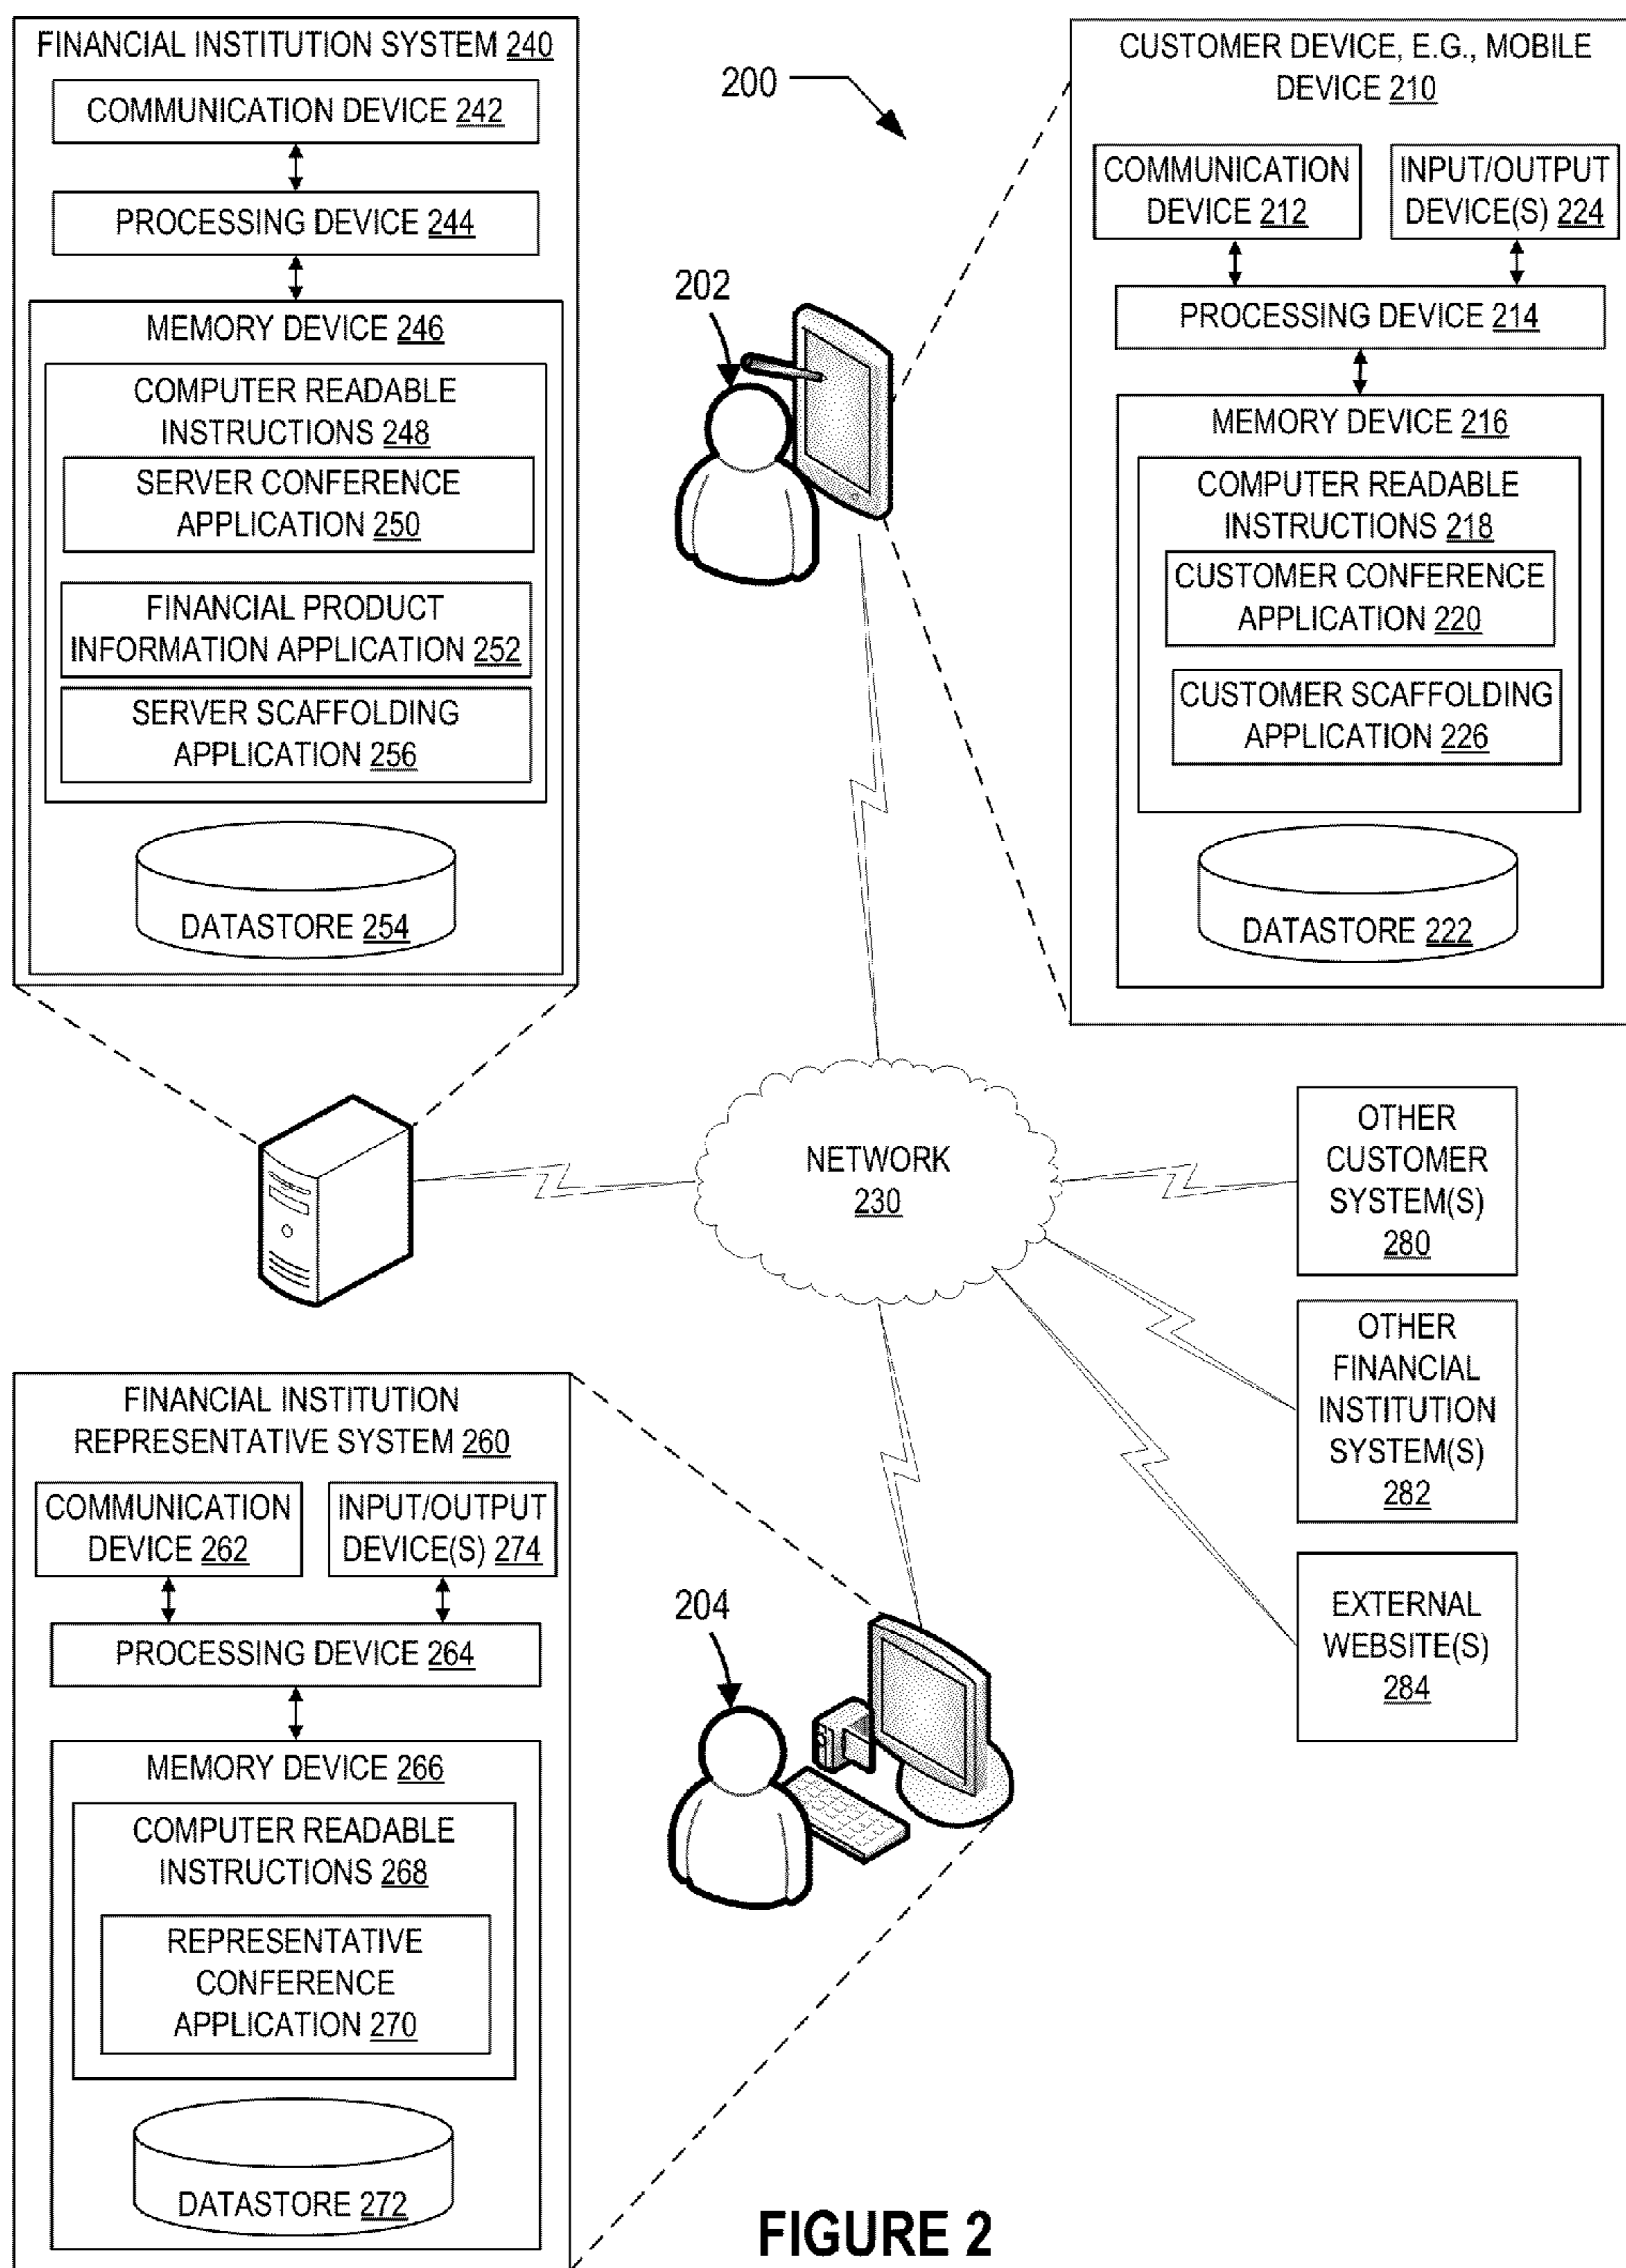 FINANCIAL INSTITUTION SYSTEM 240
COMMUNICATION DEVICE 242
PROCESSING DEVICE 244
MEMORY DEVICE 246
COMPUTER READABLE
INSTRUCTIONS 248
SERVER CONFERENCE
APPLICATION 250
FINANCIAL PRODUCT
INFORMATION APPLICATION 252
SERVER SCAFFOLDING
APPLICATION 256
DATASTORE 254
200
202
CUSTOMER DEVICE, E.G., MOBILE
DEVICE 210
COMMUNICATION
DEVICE 212
INPUT/OUTPUT
DEVICE(S) 224
PROCESSING DEVICE 214
MEMORY DEVICE 216
COMPUTER READABLE
INSTRUCTIONS 218
CUSTOMER CONFERENCE
APPLICATION 220
CUSTOMER SCAFFOLDING
APPLICATION 226
DATASTORE 222
NETWORK
230
OTHER
CUSTOMER
SYSTEM(S)
280
OTHER
FINANCIAL
INSTITUTION
SYSTEM(S)
282
EXTERNAL
WEBSITE(S)
284
FINANCIAL INSTITUTION
REPRESENTATIVE SYSTEM 260
COMMUNICATION
DEVICE 262
INPUT/OUTPUT
DEVICE(S) 274
PROCESSING DEVICE 264
MEMORY DEVICE 266
COMPUTER READABLE
INSTRUCTIONS 268
REPRESENTATIVE
CONFERENCE
APPLICATION 270
DATASTORE 272
204
FIGURE 2